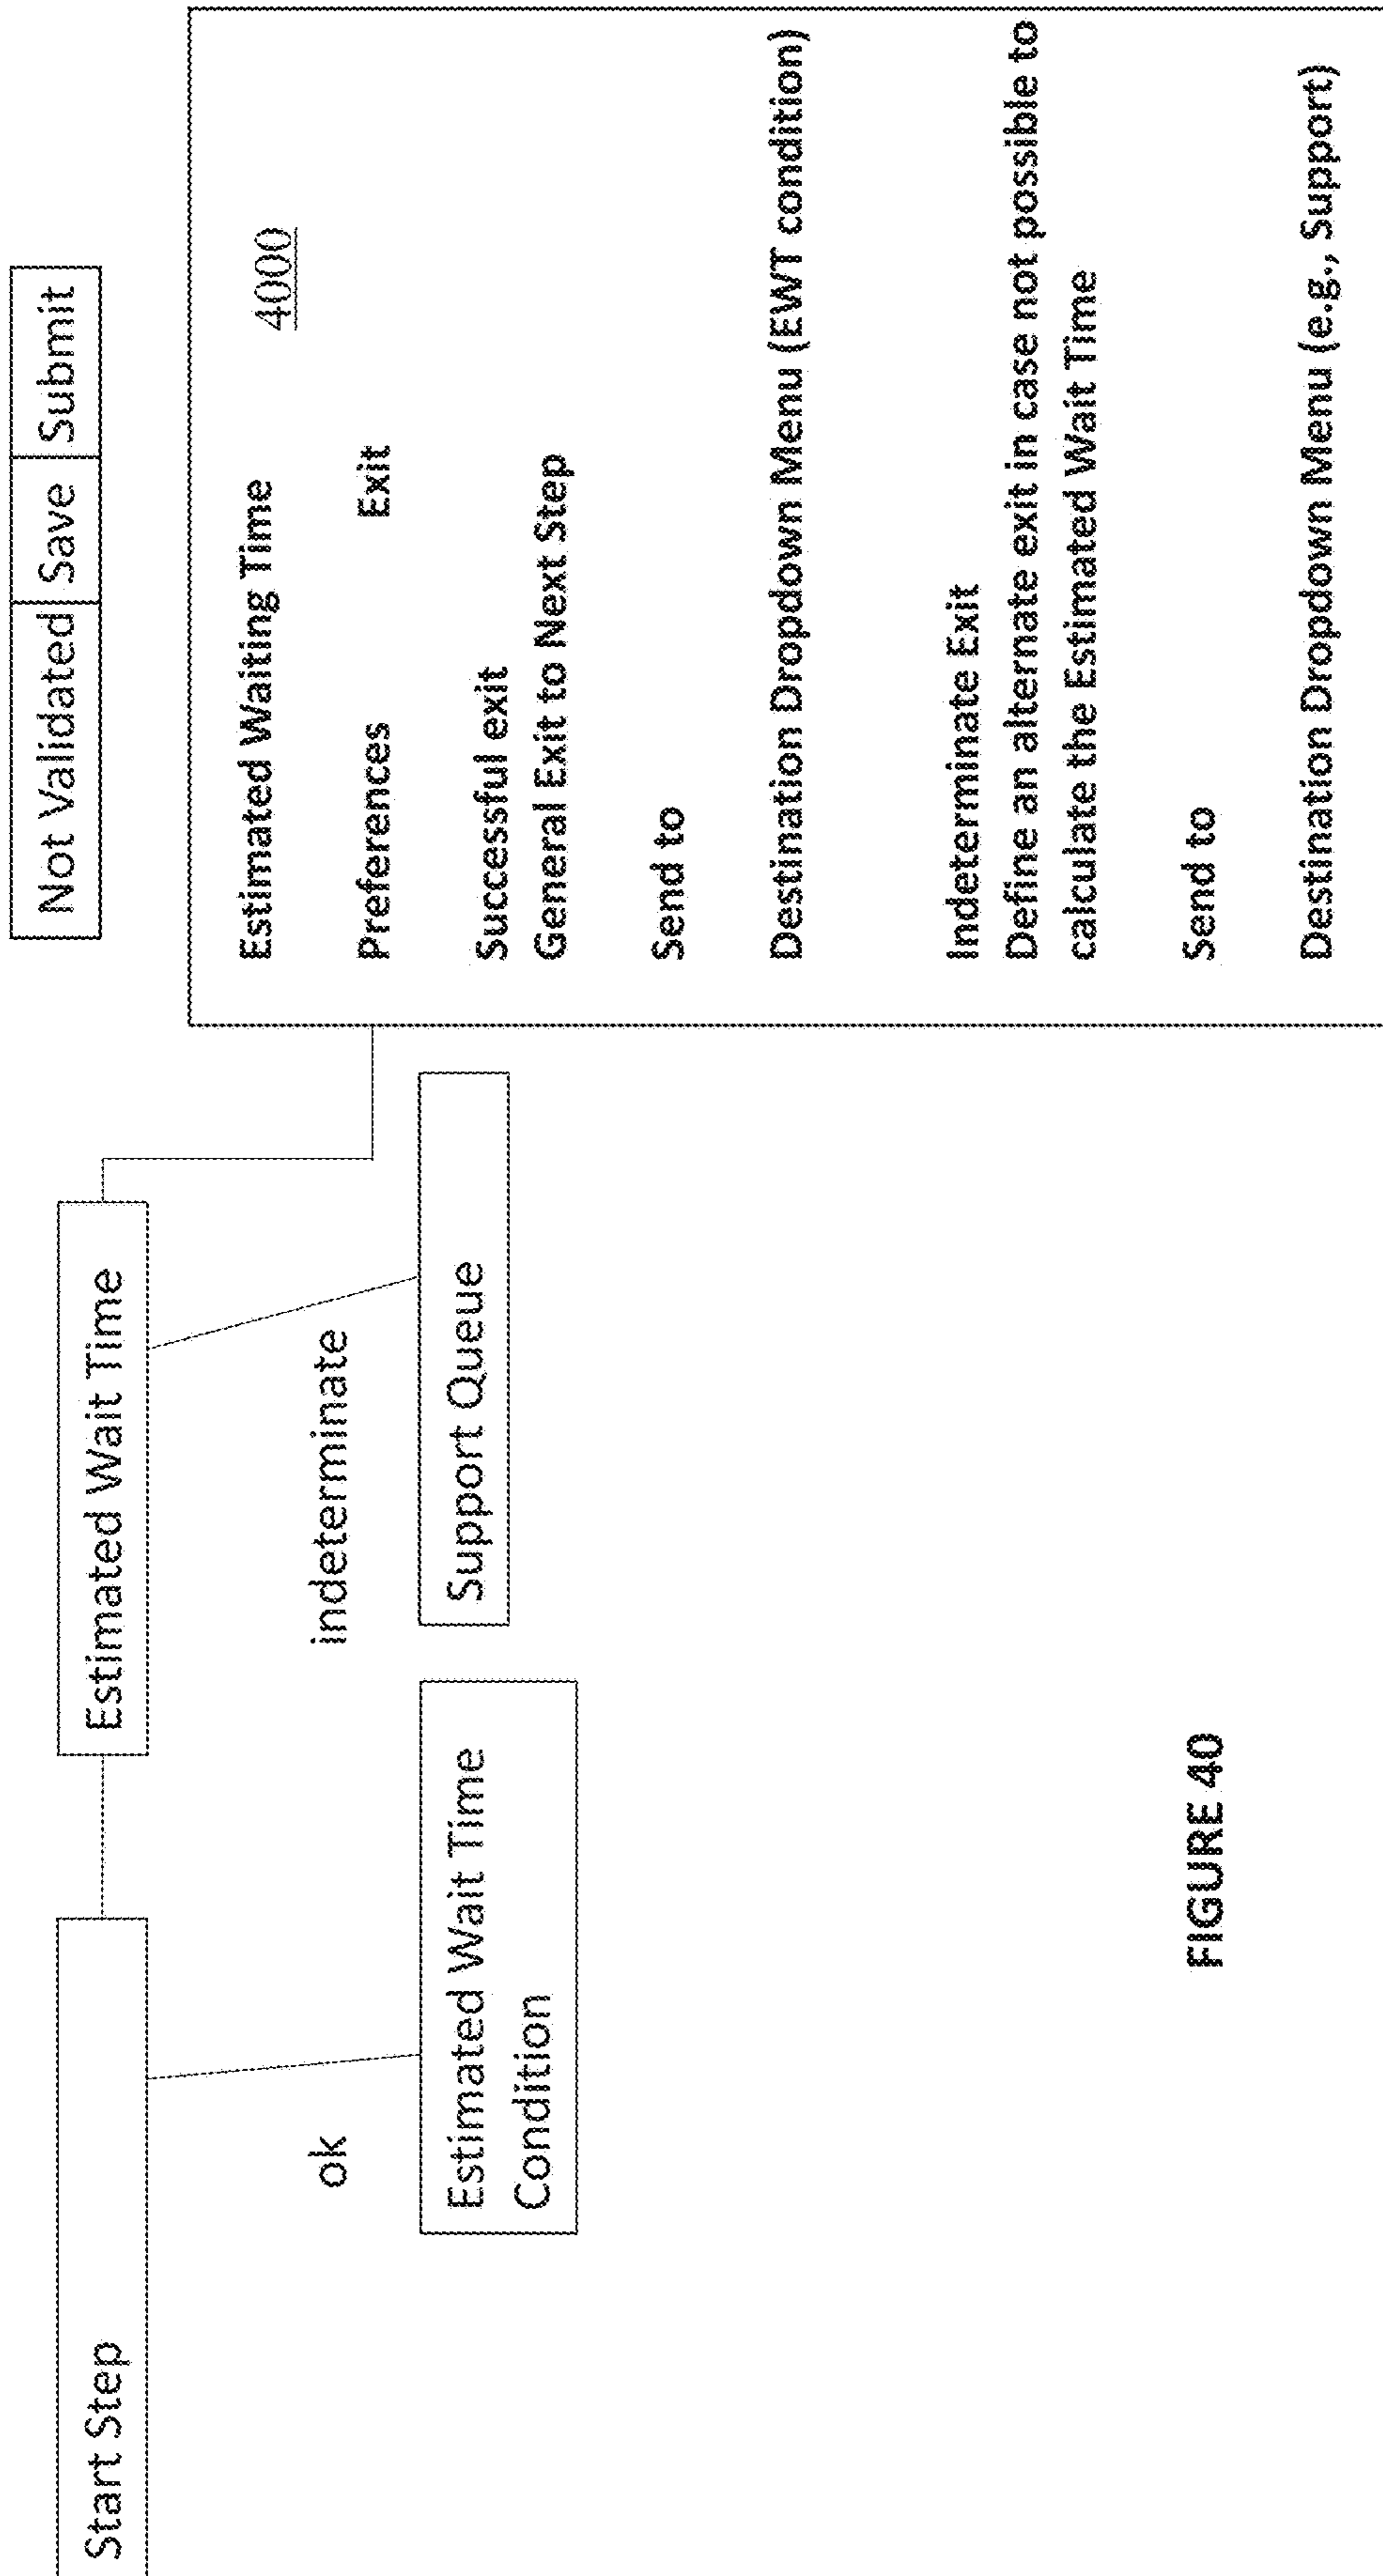 Not Validated Save Submit
Start Step
Estimated Wait Time
ok
indeterminate
Estimated Wait Time
Condition
Support Queue
4000
Estimated Waiting Time
Preferences Exit
Successful exit
General Exit to Next Step
Send to
Destination Dropdown Menu (EWT condition)
Indeterminate Exit
Define an alternate exit in case not possible to
calculate the Estimated Wait Time
Send to
Destination Dropdown Menu (e.g., Support)
FIGURE 40